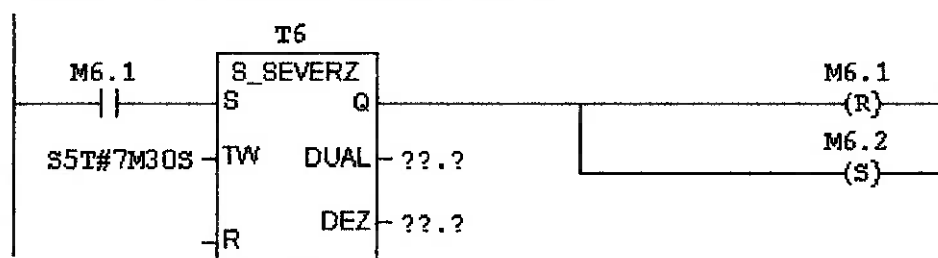 T6
M6.1 S_SEVERZ M6.1
S Q (R)
M6.2
S5T#7M30S TW DUAL ??.? (S)
DEZ ??.?
R